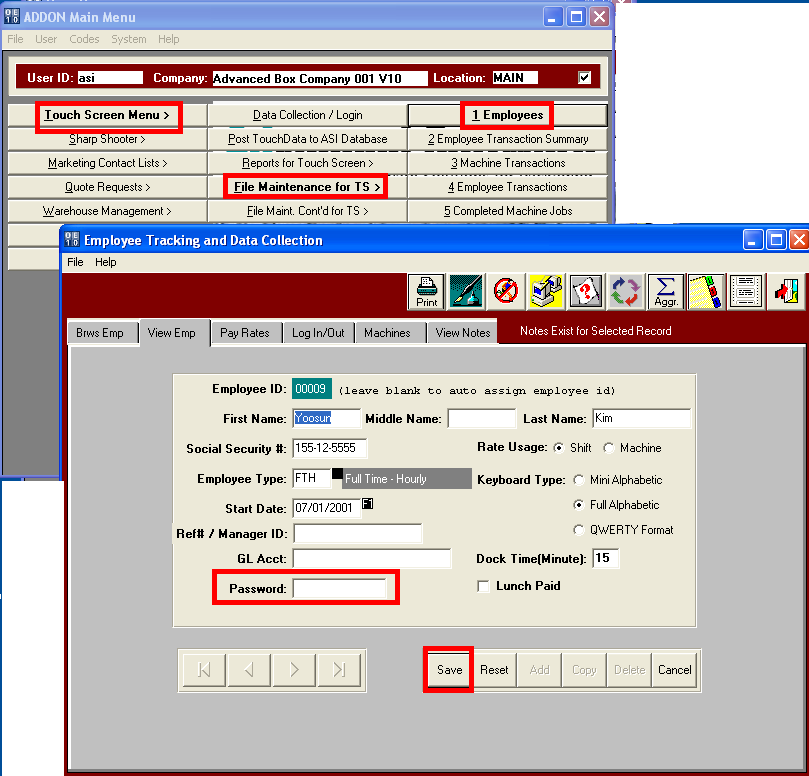 ADDON Main Menu
File User Codes System Help
User ID: asi Company: Advanced Box Company 001 V10 Location: MAIN
Touch Screen Menu > Data Collection / Login 1 Employees
Sharp Shooter > Post TouchData to ASI Database 2 Employee Transaction Summary
Marketing Contact Lists > Reports for Touch Screen > 3 Machine Transactions
Quote Requests > File Maintenance for TS > 4 Employee Transactions
Warehouse Management > File Maint. Cont'd for TS > 5 Completed Machine Jobs
Employee Tracking and Data Collection
File Help
Print Aggr.
Brws Emp View Emp Pay Rates Log In/Out Machines View Notes Notes Exist for Selected Record
Employee ID: 00009 (leave blank to auto assign employee id)
First Name: Yoosun Middle Name: Last Name: Kim
Social Security #: 155-12-5555 Rate Usage: Shift Machine
Employee Type: FTH Full Time - Hourly Keyboard Type: Mini Alphabetic
Start Date: 07/01/2001 F1 Full Alphabetic
Ref# / Manager ID: QWERTY Format
GL Acct: Dock Time(Minute): 15
Password: Lunch Paid
Save Reset Add Copy Delete Cancel